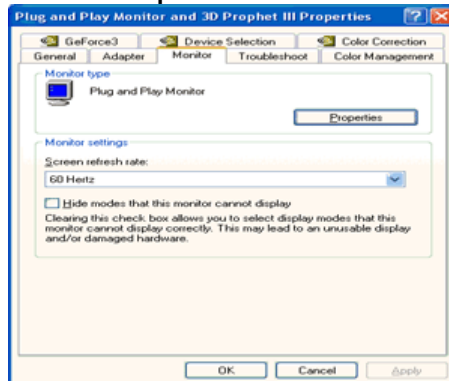 Plug and Play Monitor and 3D Prophet III Properties
GeForce3 Device Selection Color Correction
General Adapter Monitor Troubleshoot Color Management
Monitor type
Plug and Play Monitor
Properties
Monitor settings
Screen refresh rate:
60 Hertz
Hide modes that this monitor cannot display
Clearing this check box allows you to select display modes that this
monitor cannot display correctly. This may lead to an unusable display
and/or damaged hardware.
OK Cancel Apply